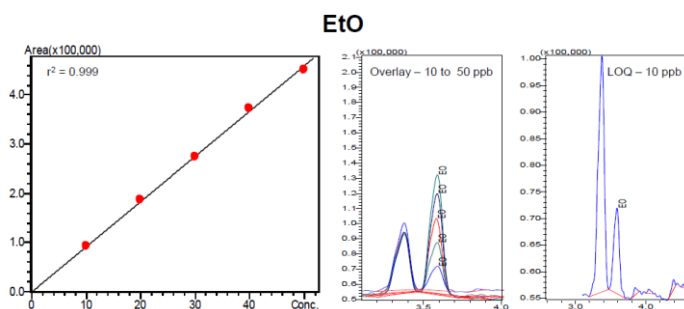 EtO
Area(x100,000)
r² = 0.999
4.0
3.0
2.0
1.0
0.0
0 10 20 30 40 Conc.
(x100,000)
Overlay – 10 to 50 ppb
2.1
2.0
1.9
1.8
1.7
1.6
1.5
1.4
1.3
1.2
1.1
1.0
0.9
0.8
0.7
0.6
0.5
EO
EO
EO
EO
EO
3.5 4.0
(x100,000)
LOQ – 10 ppb
1.00
0.95
0.90
0.85
0.80
0.75
0.70
0.65
0.60
0.55
EO
3.0 4.0